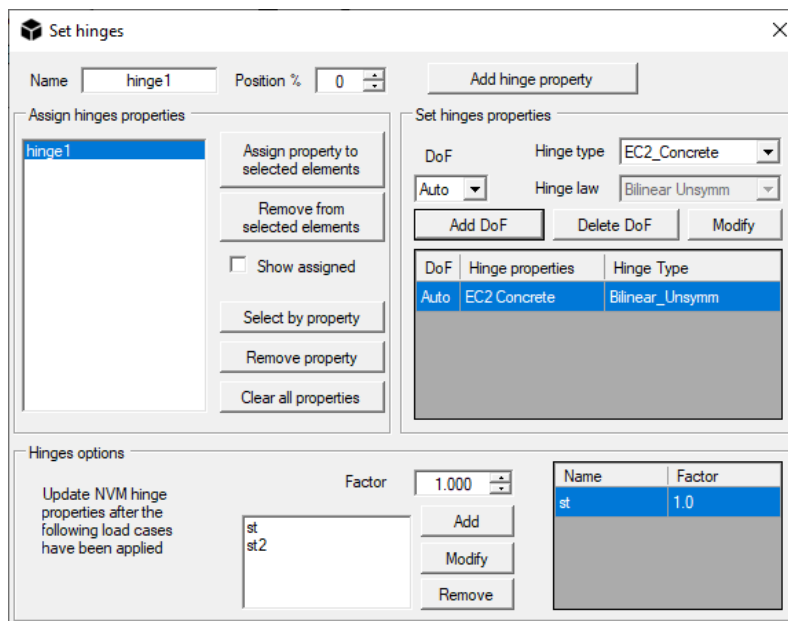 Set hinges
Name hinge1 Position % 0 Add hinge property
Assign hinges properties
hinge1
Assign property to
selected elements
Remove from
selected elements
Show assigned
Select by property
Remove property
Clear all properties
Set hinges properties
DoF Hinge type EC2_Concrete
Auto Hinge law Bilinear Unsymm
Add DoF Delete DoF Modify
DoF Hinge properties Hinge Type
Auto EC2 Concrete Bilinear_Unsymm
Hinges options
Update NVM hinge
properties after the
following load cases
have been applied
Factor 1.000
st
st2
Add
Modify
Remove
Name Factor
st 1.0